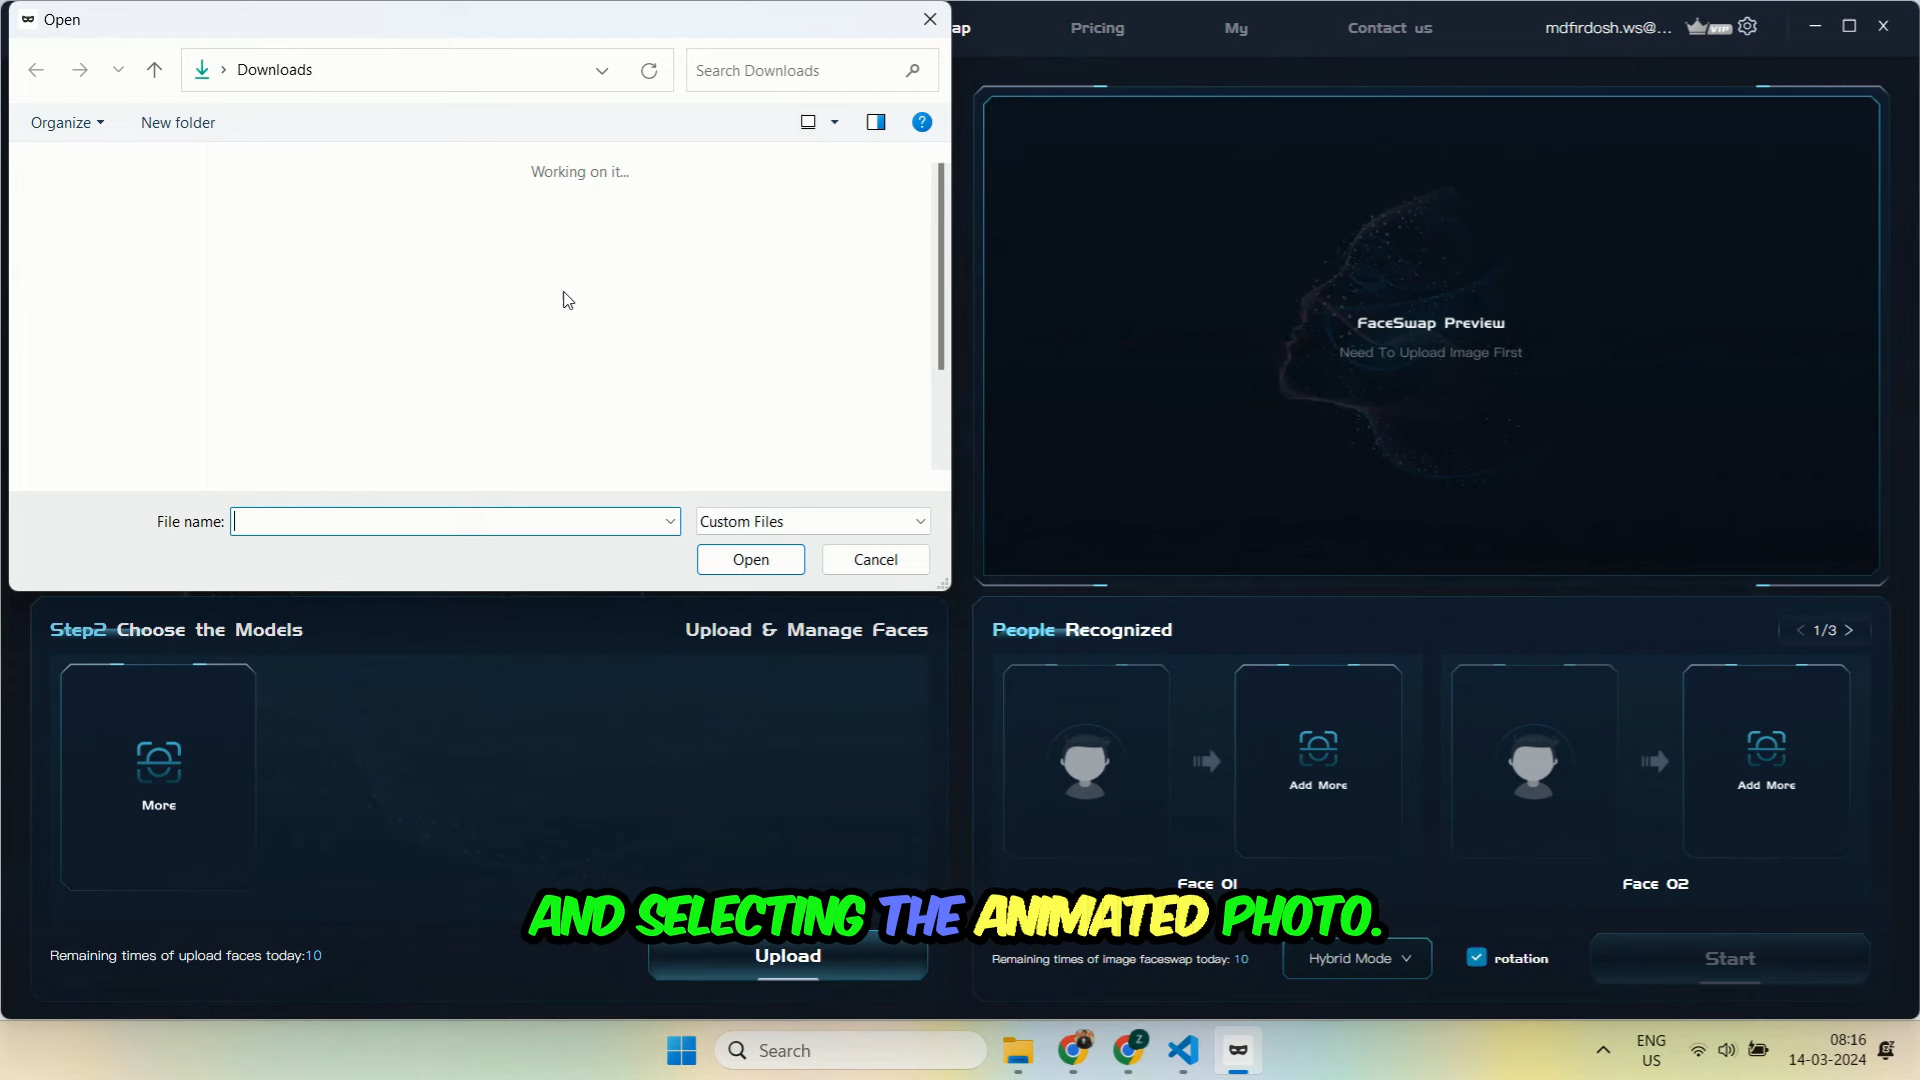 Open
ap
Pricing
My
Contact us
mdfirdosh.ws@...
VIP
Downloads
Search Downloads
Organize
New folder
Working on it...
File name:
Custom Files
Open
Cancel
FaceSwap Preview
Need To Upload Image First
Step2 Choose the Models
Upload & Manage Faces
More
Remaining times of upload faces today:10
Upload
People Recognized
1/3
Add More
Add More
Face 01
Face 02
AND SELECTING THE ANIMATED PHOTO.
Remaining times of image faceswap today: 10
Hybrid Mode
rotation
Start
Search
Z
ENG
US
08:16
14-03-2024